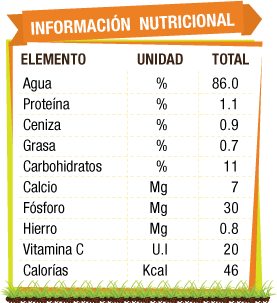 INFORMACIÓN NUTRICIONAL
ELEMENTO UNIDAD TOTAL
Agua % 86.0
Proteína % 1.1
Ceniza % 0.9
Grasa % 0.7
Carbohidratos % 11
Calcio Mg 7
Fósforo Mg 30
Hierro Mg 0.8
Vitamina C U.I 20
Calorías Kcal 46